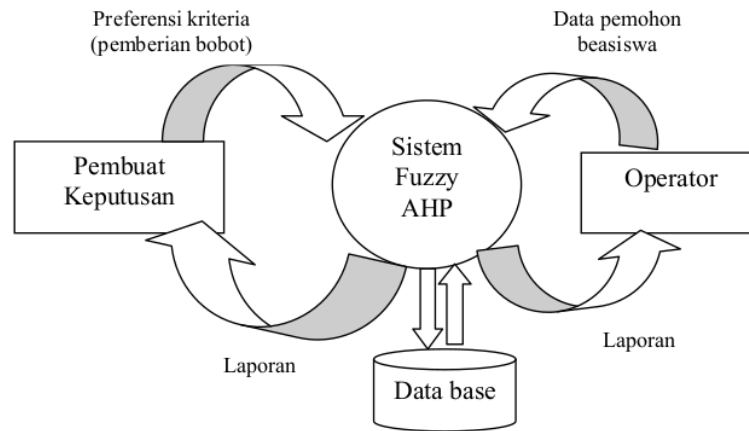 Preferensi kriteria
(pemberian bobot)
Data pemohon
beasiswa
Pembuat
Keputusan
Sistem
Fuzzy
AHP
Operator
Laporan
Laporan
Data base